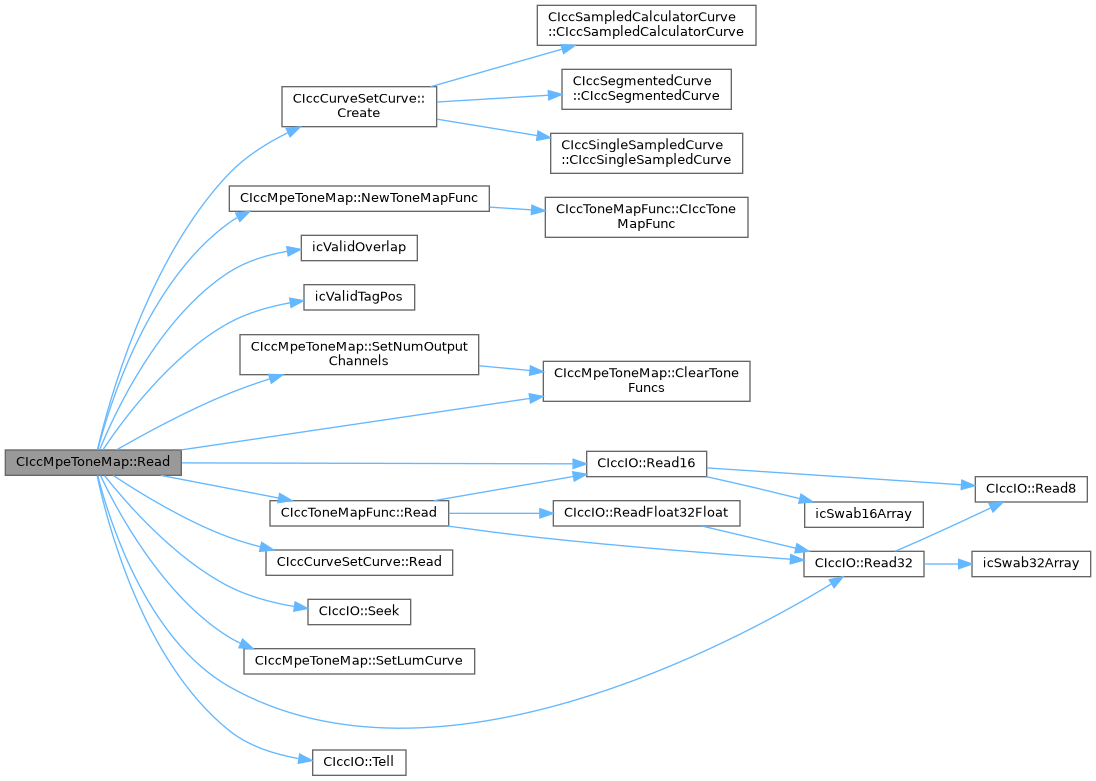 CIccSampledCalculatorCurve
::CIccSampledCalculatorCurve
CIccSegmentedCurve
::CIccSegmentedCurve
CIccCurveSetCurve::
Create
CIccSingleSampledCurve
::CIccSingleSampledCurve
CIccMpeToneMap::NewToneMapFunc
CIccToneMapFunc::CIccTone
MapFunc
icValidOverlap
icValidTagPos
CIccMpeToneMap::SetNumOutput
Channels
CIccMpeToneMap::ClearTone
Funcs
CIccMpeToneMap::Read
CIccIO::Read16
CIccIO::Read8
CIccToneMapFunc::Read
CIccIO::ReadFloat32Float
icSwab16Array
CIccCurveSetCurve::Read
CIccIO::Read32
icSwab32Array
CIccIO::Seek
CIccMpeToneMap::SetLumCurve
CIccIO::Tell